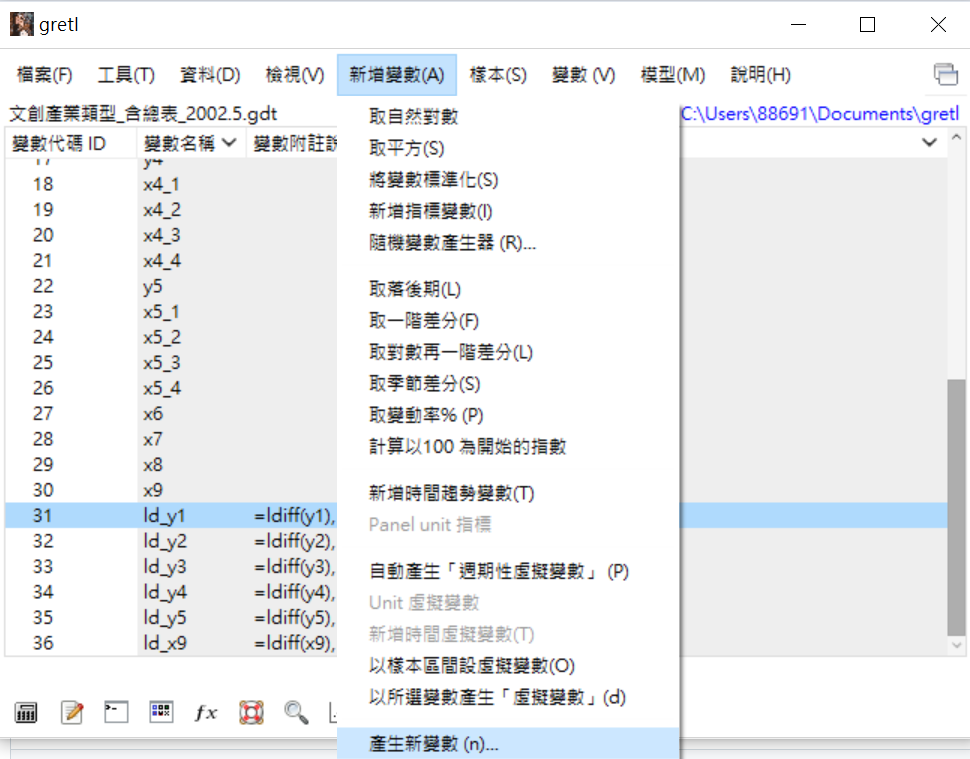 gretl
檔案(F) 工具(T) 資料(D) 檢視(V) 新增變數(A) 樣本(S) 變數 (V) 模型(M) 說明(H)
文創產業類型_含總表_2002.5.gdt C:\Users\88691\Documents\gretl
變數代碼 ID 變數名稱 變數附註說
17 y4
18 x4_1
19 x4_2
20 x4_3
21 x4_4
22 y5
23 x5_1
24 x5_2
25 x5_3
26 x5_4
27 x6
28 x7
29 x8
30 x9
31 ld_y1 =ldiff(y1),
32 ld_y2 =ldiff(y2),
33 ld_y3 =ldiff(y3),
34 ld_y4 =ldiff(y4),
35 ld_y5 =ldiff(y5),
36 ld_x9 =ldiff(x9),
取自然對數
取平方(S)
將變數標準化(S)
新增指標變數(I)
隨機變數產生器 (R)...
取落後期(L)
取一階差分(F)
取對數再一階差分(L)
取季節差分(S)
取變動率% (P)
計算以100 為開始的指數
新增時間趨勢變數(T)
Panel unit 指標
自動產生「週期性虛擬變數」 (P)
Unit 虛擬變數
新增時間虛擬變數(T)
以樣本區間設虛擬變數(O)
以所選變數產生「虛擬變數」(d)
產生新變數 (n)...
fx